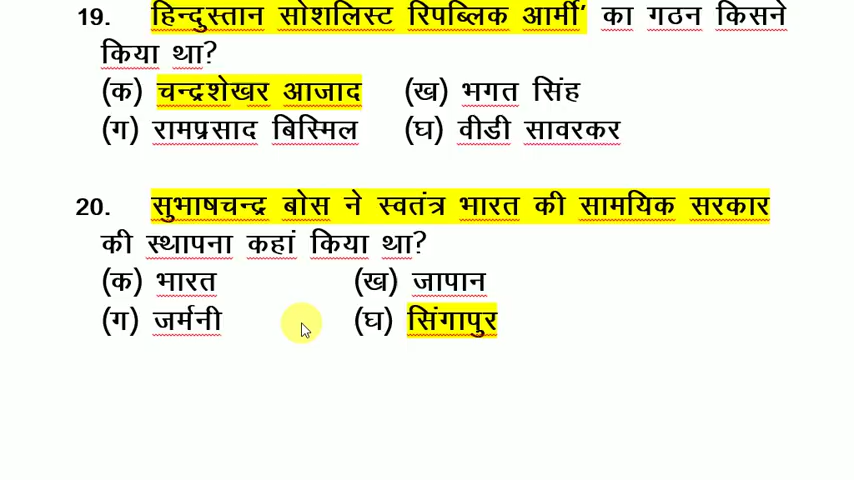 19. हिन्दुस्तान सोशलिस्ट रिपब्लिक आर्मी’ का गठन किसने
किया था?
(क) चन्द्रशेखर आजाद (ख) भगत सिंह
(ग) रामप्रसाद बिस्मिल (घ) वीडी सावरकर
20. सुभाषचन्द्र बोस ने स्वतंत्र भारत की सामयिक सरकार
की स्थापना कहां किया था?
(क) भारत (ख) जापान
(ग) जर्मनी (घ) सिंगापुर